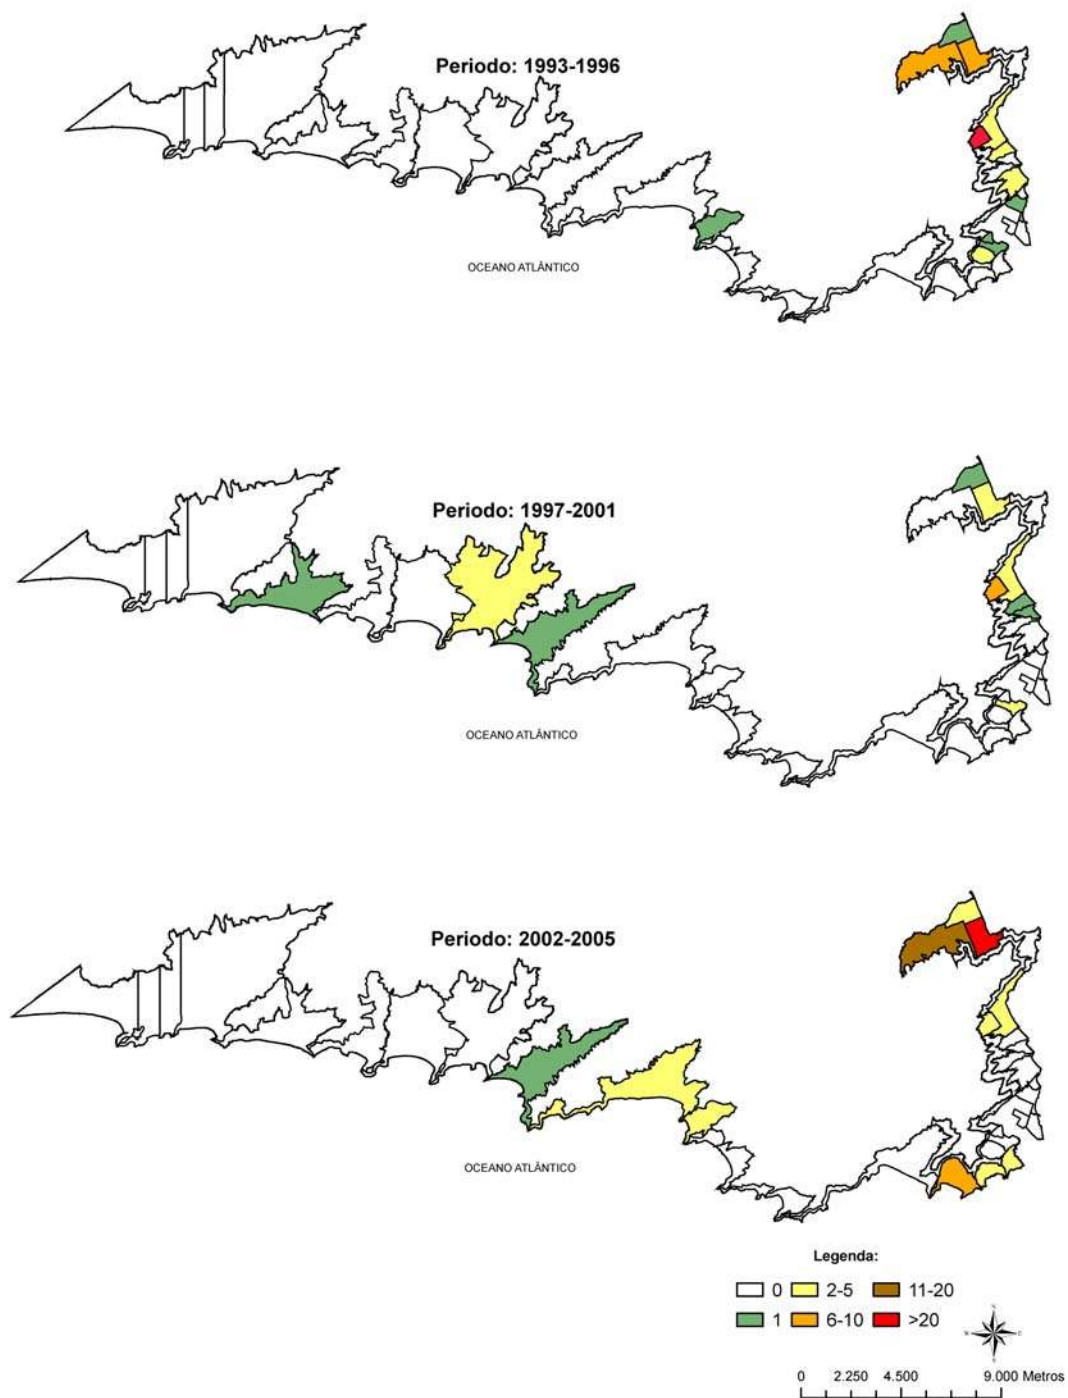 Periodo: 1993-1996
OCEANO ATLÂNTICO
Periodo: 1997-2001
OCEANO ATLÂNTICO
Periodo: 2002-2005
OCEANO ATLÂNTICO
Legenda:
0 2-5 11-20
1 6-10 >20
0 2.250 4.500 9.000 Metros